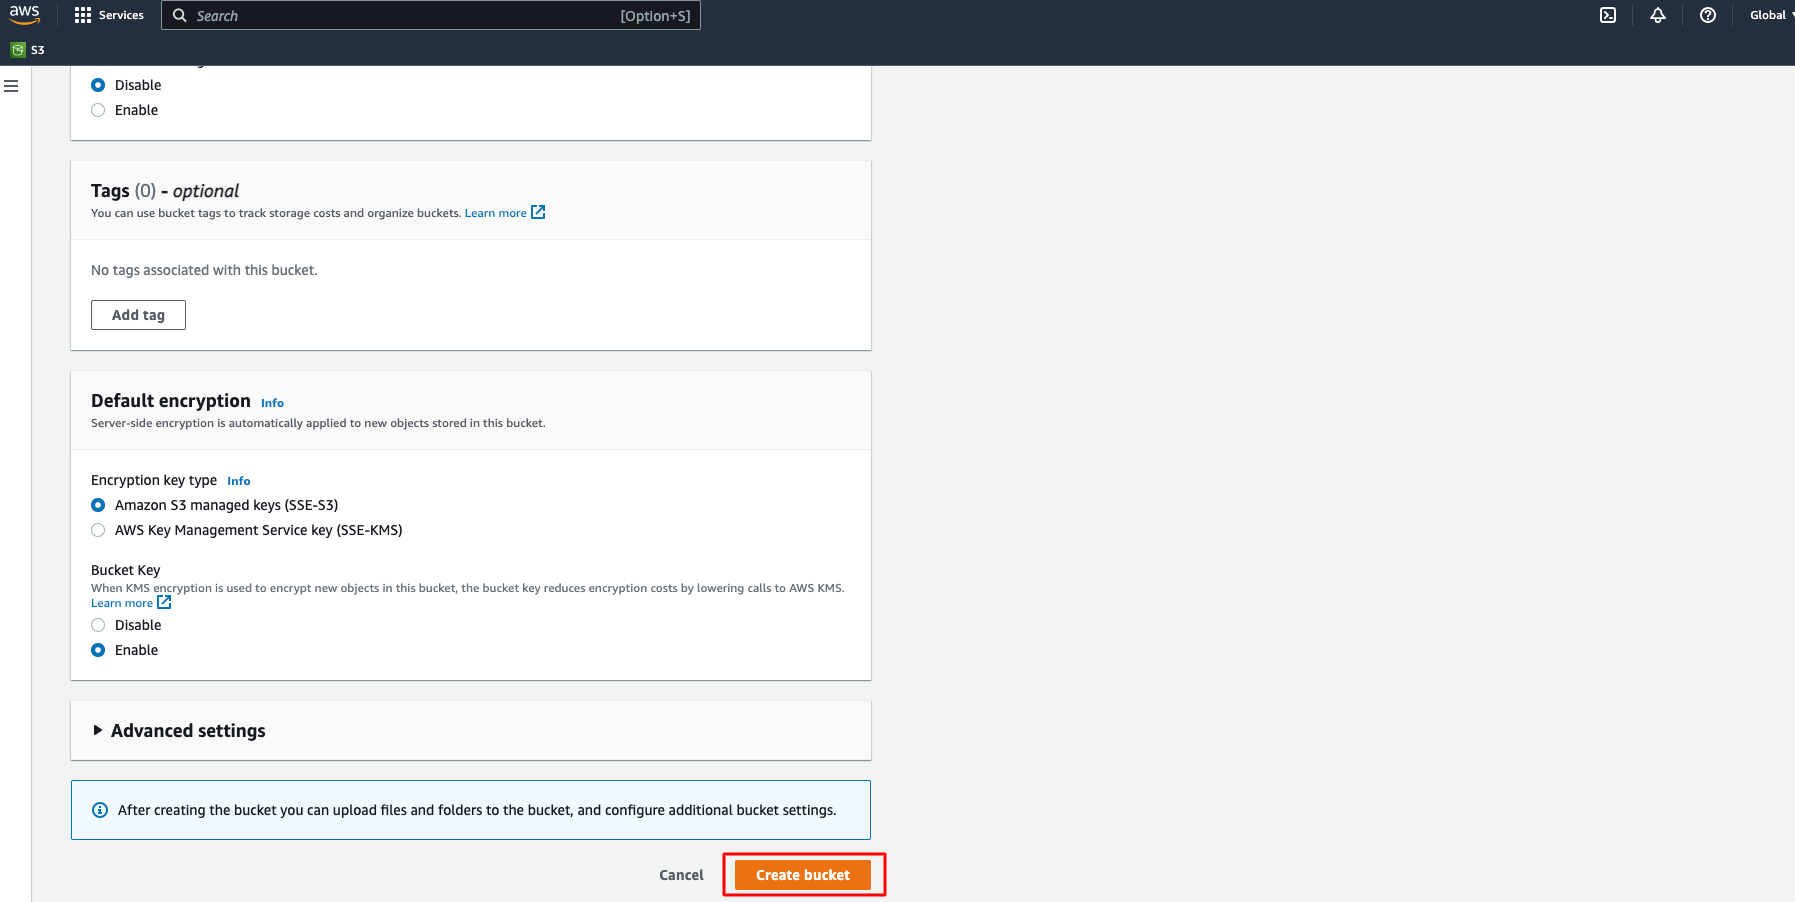 aws
Services
Search
[Option+S]
Global
S3
Disable
Enable
Tags (0) - optional
You can use bucket tags to track storage costs and organize buckets. Learn more
No tags associated with this bucket.
Add tag
Default encryption Info
Server-side encryption is automatically applied to new objects stored in this bucket.
Encryption key type Info
Amazon S3 managed keys (SSE-S3)
AWS Key Management Service key (SSE-KMS)
Bucket Key
When KMS encryption is used to encrypt new objects in this bucket, the bucket key reduces encryption costs by lowering calls to AWS KMS.
Learn more
Disable
Enable
Advanced settings
After creating the bucket you can upload files and folders to the bucket, and configure additional bucket settings.
Cancel
Create bucket